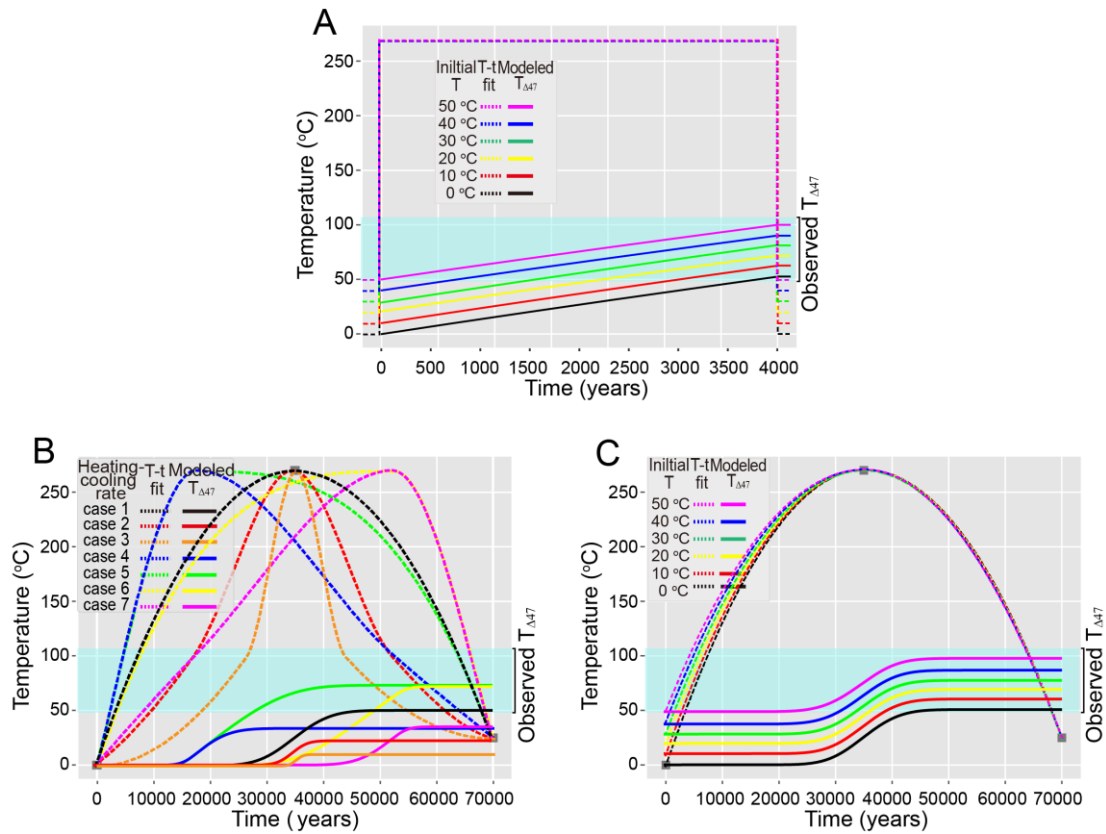 A
Temperature (°C)
250
200
150
100
50
0
Iniltial T-t Modeled
T fit TΔ47
50 °C
40 °C
30 °C
20 °C
10 °C
0 °C
Observed TΔ47
0 500 1000 1500 2000 2500 3000 3500 4000
Time (years)
B
Temperature (°C)
250
200
150
100
50
0
Heating- T-t Modeled
cooling fit TΔ47
rate
case 1
case 2
case 3
case 4
case 5
case 6
case 7
Observed TΔ47
0 10000 20000 30000 40000 50000 60000 70000
Time (years)
C
Temperature (°C)
250
200
150
100
50
0
Iniltial T-t Modeled
T fit TΔ47
50 °C
40 °C
30 °C
20 °C
10 °C
0 °C
Observed TΔ47
0 10000 20000 30000 40000 50000 60000 70000
Time (years)